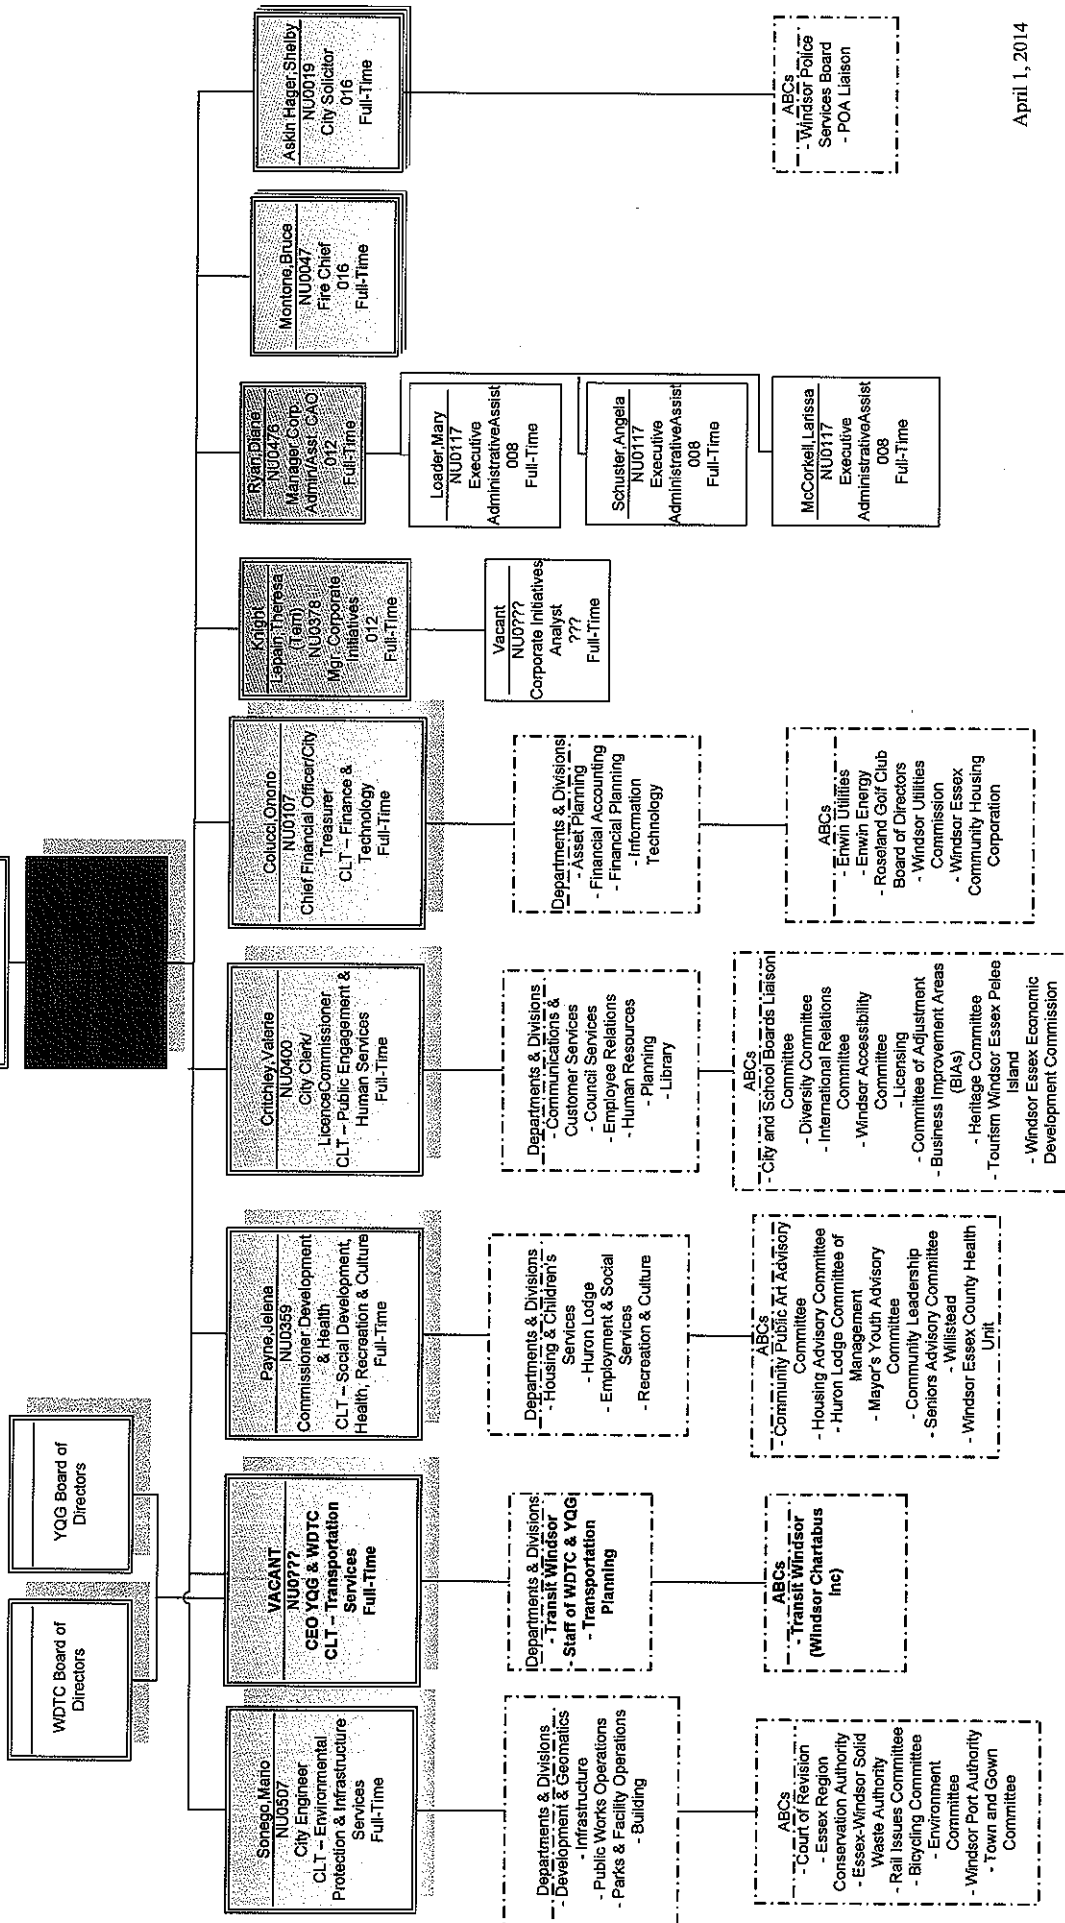 WDTC Board of
Directors
YQG Board of
Directors
Sonego,Mario
NU0507
City Engineer
CLT – Environmental
Protection & Infrastructure
Services
Full-Time
Departments & Divisions
- Development & Geomatics
- Infrastructure
- Public Works Operations
- Parks & Facility Operations
- Building
ABCs
- Court of Revision
- Essex Region
Conservation Authority
- Essex-Windsor Solid
Waste Authority
- Rail Issues Committee
- Bicycling Committee
- Environment
Committee
- Windsor Port Authority
- Town and Gown
Committee
VACANT
NU0???
CEO YQG & WDTC
CLT – Transportation
Services
Full-Time
Departments & Divisions
- Transit Windsor
- Staff of WDTC & YQG
- Transportation
Planning
ABCs
- Transit Windsor
(Windsor Chartabus
Inc)
Payne,Jelena
NU0359
Commissioner Development
& Health
CLT – Social Development,
Health, Recreation & Culture
Full-Time
Departments & Divisions
- Housing & Children's
Services
- Huron Lodge
- Employment & Social
Services
- Recreation & Culture
ABCs
- Community Public Art Advisory
Committee
- Housing Advisory Committee
- Huron Lodge Committee of
Management
- Mayor's Youth Advisory
Committee
- Community Leadership
- Seniors Advisory Committee
- Willistead
- Windsor Essex County Health
Unit
Critchley,Valerie
NU0400
City Clerk/
LicenceCommissioner
CLT – Public Engagement &
Human Services
Full-Time
Departments & Divisions
- Communications &
Customer Services
- Council Services
- Employee Relations
- Human Resources
- Planning
- Library
ABCs
- City and School Boards Liaison
Committee
- Diversity Committee
- International Relations
Committee
- Windsor Accessibility
Committee
- Licensing
- Committee of Adjustment
- Business Improvement Areas
(BIAs)
- Heritage Committee
- Tourism Windsor Essex Pelee
Island
- Windsor Essex Economic
Development Commission
Colucci,Onorio
NU0107
Chief Financial Officer/City
Treasurer
CLT – Finance &
Technology
Full-Time
Departments & Divisions
- Asset Planning
- Financial Accounting
- Financial Planning
- Information
Technology
ABCs
- Enwin Utilities
- Enwin Energy
- Roseland Golf Club
Board of Directors
- Windsor Utilities
Commission
- Windsor Essex
Community Housing
Corporation
Knight
Lepain,Theresa
(Terri)
NU0378
Mgr. Corporate
Initiatives
012
Full-Time
Vacant
NU0???
Corporate Initiatives
Analyst
???
Full-Time
Ryan,Diane
NU0476
Manager Corp.
Admin/Asst. CAO
012
Full-Time
Loader,Mary
NU0117
Executive
AdministrativeAssist
008
Full-Time
Schuster,Angela
NU0117
Executive
AdministrativeAssist
008
Full-Time
McCorkell,Larissa
NU0117
Executive
AdministrativeAssist
008
Full-Time
Montone,Bruce
NU0047
Fire Chief
016
Full-Time
Askin Hager,Shelby
NU0019
City Solicitor
016
Full-Time
ABCs
- Windsor Police
Services Board
- POA Liaison
April 1, 2014